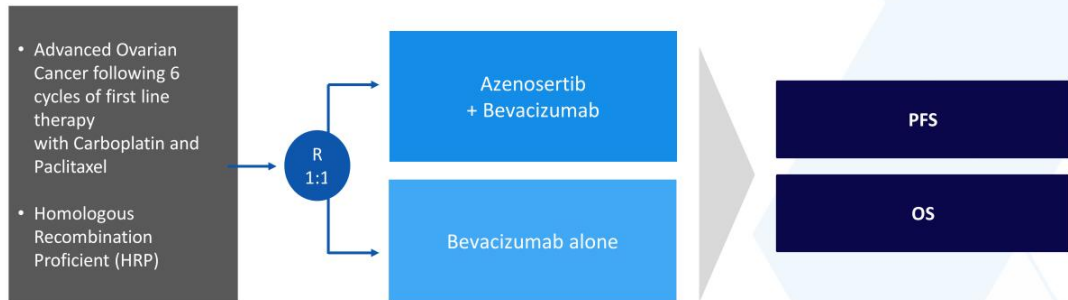 • Advanced Ovarian
Cancer following 6
cycles of first line
therapy
with Carboplatin and
Paclitaxel
• Homologous
Recombination
Proficient (HRP)
R
1:1
Azenosertib
+ Bevacizumab
Bevacizumab alone
PFS
OS